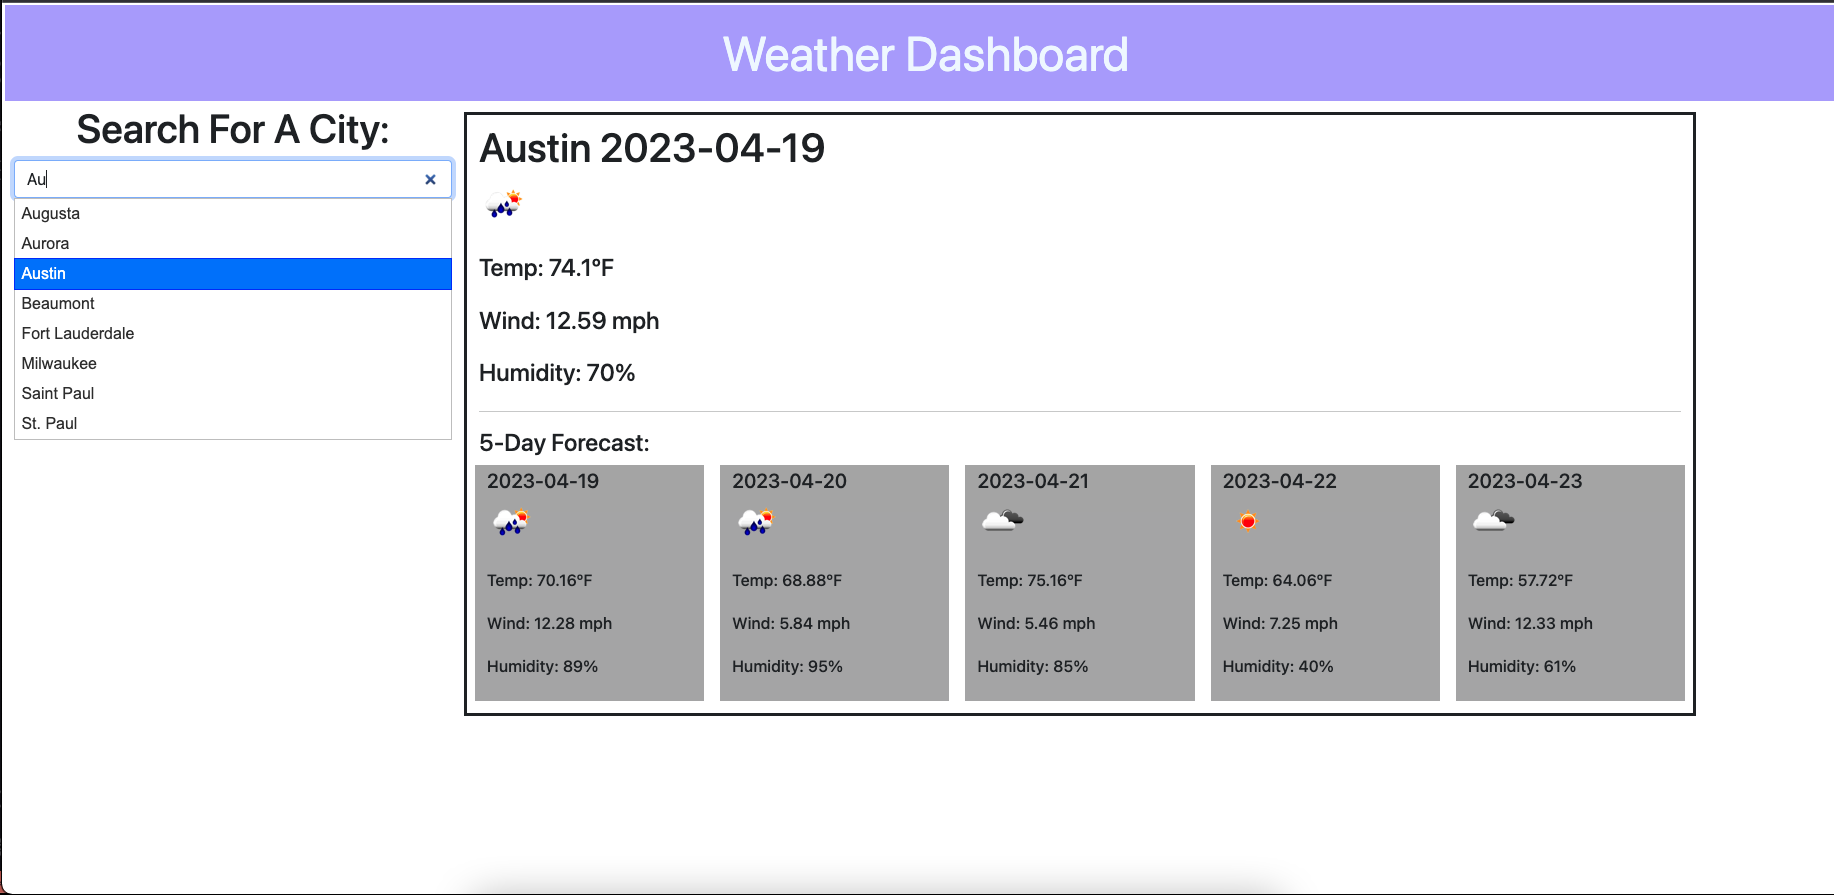 Weather Dashboard
Search For A City:
Au
Augusta
Aurora
Austin
Beaumont
Fort Lauderdale
Milwaukee
Saint Paul
St. Paul
Austin 2023-04-19
Temp: 74.1°F
Wind: 12.59 mph
Humidity: 70%
5-Day Forecast:
2023-04-19
Temp: 70.16°F
Wind: 12.28 mph
Humidity: 89%
2023-04-20
Temp: 68.88°F
Wind: 5.84 mph
Humidity: 95%
2023-04-21
Temp: 75.16°F
Wind: 5.46 mph
Humidity: 85%
2023-04-22
Temp: 64.06°F
Wind: 7.25 mph
Humidity: 40%
2023-04-23
Temp: 57.72°F
Wind: 12.33 mph
Humidity: 61%